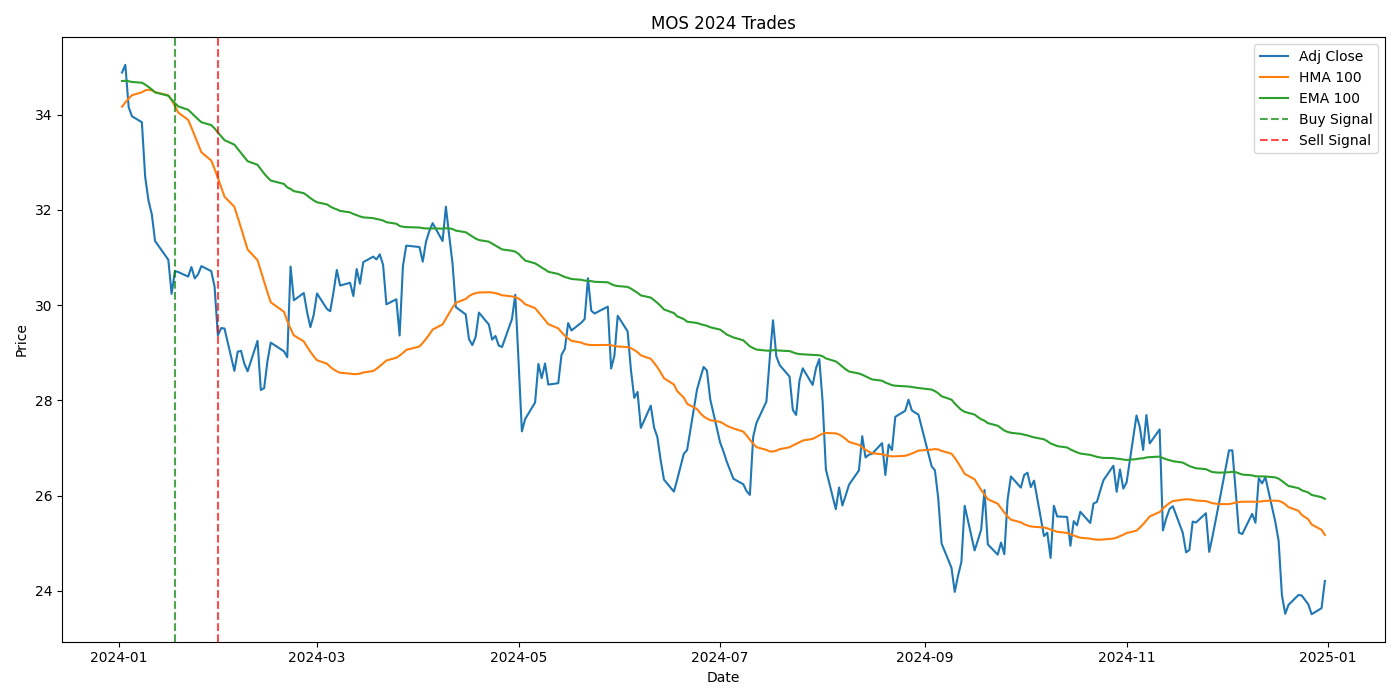 MOS 2024 Trades
Adj Close
HMA 100
EMA 100
Buy Signal
Sell Signal
Price
34
32
30
28
26
24
2024-01
2024-03
2024-05
2024-07
2024-09
2024-11
2025-01
Date